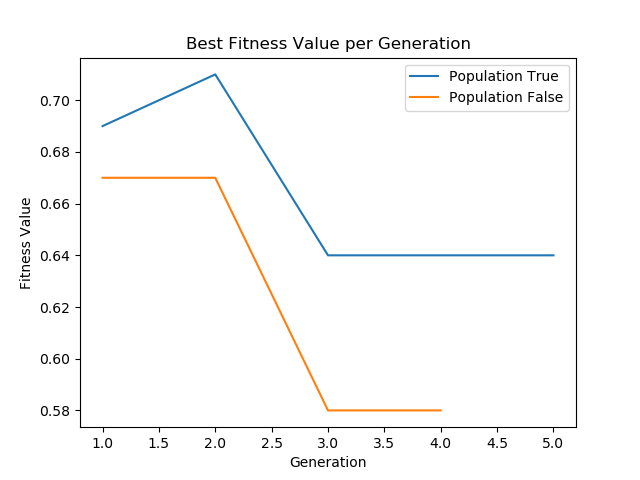 Best Fitness Value per Generation
Population True
Population False
Fitness Value
0.70
0.68
0.66
0.64
0.62
0.60
0.58
1.0 1.5 2.0 2.5 3.0 3.5 4.0 4.5 5.0
Generation